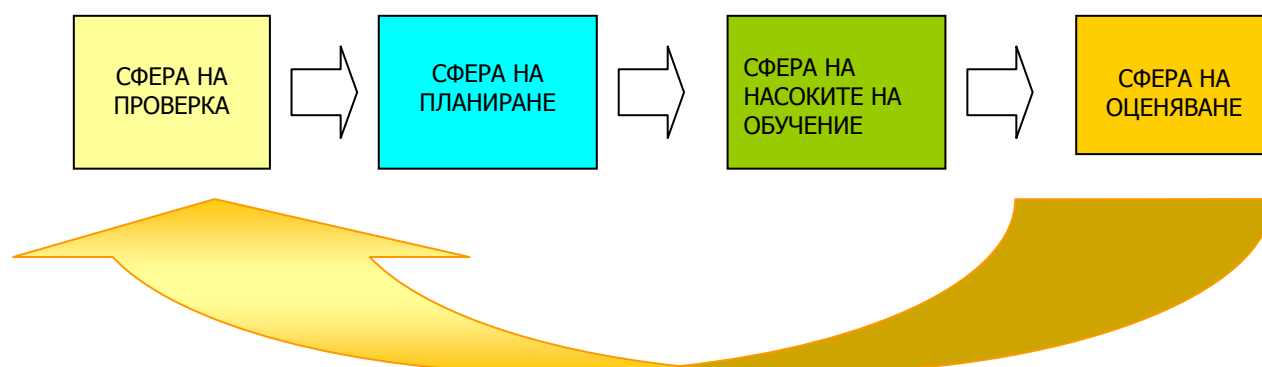 СФЕРА НА
ПРОВЕРКА
СФЕРА НА
ПЛАНИРАНЕ
СФЕРА НА
НАСОКИТЕ НА
ОБУЧЕНИЕ
СФЕРА НА
ОЦЕНЯВАНЕ